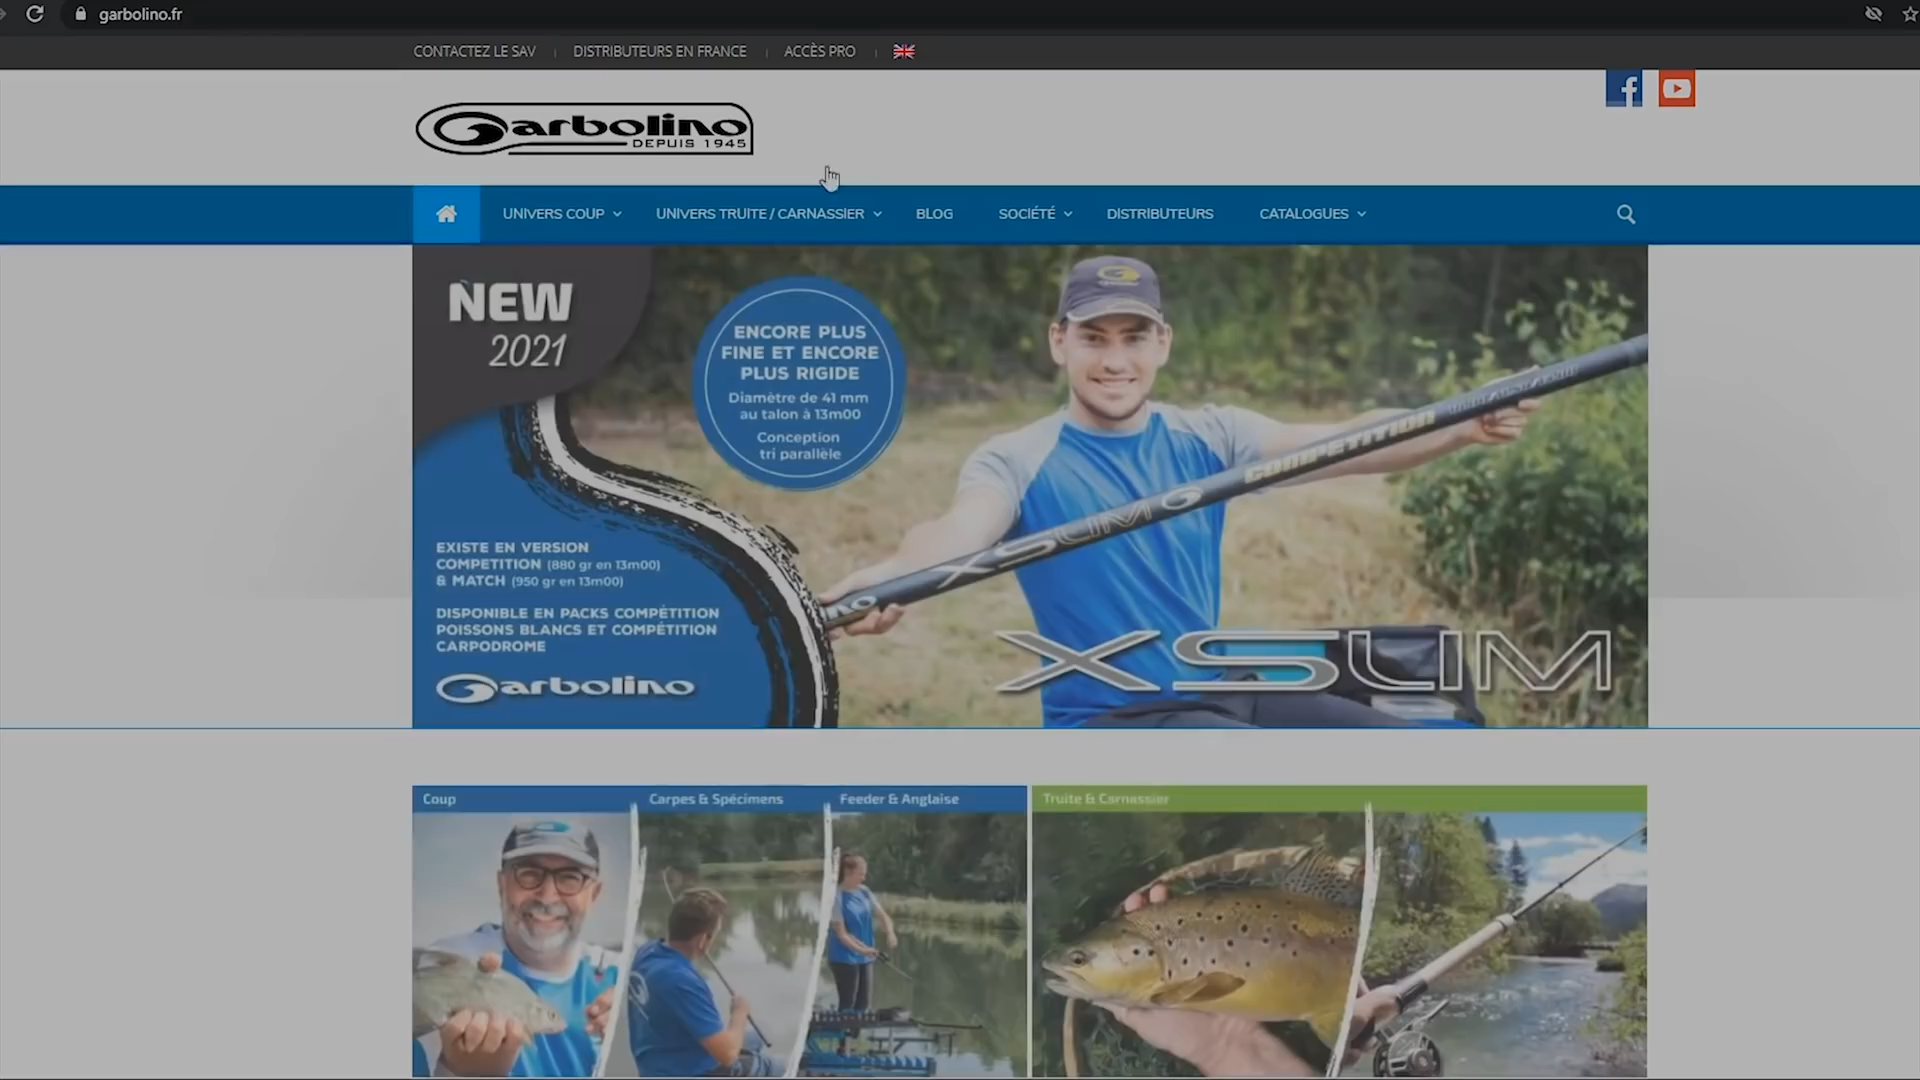 garbolino.fr
CONTACTEZ LE SAV
DISTRIBUTEURS EN FRANCE
ACCÈS PRO
Garbolino
DEPUIS 1945
UNIVERS COUP
UNIVERS TRUITE / CARNASSIER
BLOG
SOCIÉTÉ
DISTRIBUTEURS
CATALOGUES
NEW
2021
ENCORE PLUS
FINE ET ENCORE
PLUS RIGIDE
Diamètre de 41 mm
au talon à 13m00
Conception
tri parallèle
XSLIM COMPETITION
EXISTE EN VERSION
COMPETITION (880 gr en 13m00)
& MATCH (950 gr en 13m00)
DISPONIBLE EN PACKS COMPÉTITION
POISSONS BLANCS ET COMPÉTITION
CARPODROME
Garbolino
XSLIM
Coup
Carpes & Spécimens
Feeder & Anglaise
Truite & Carnassier